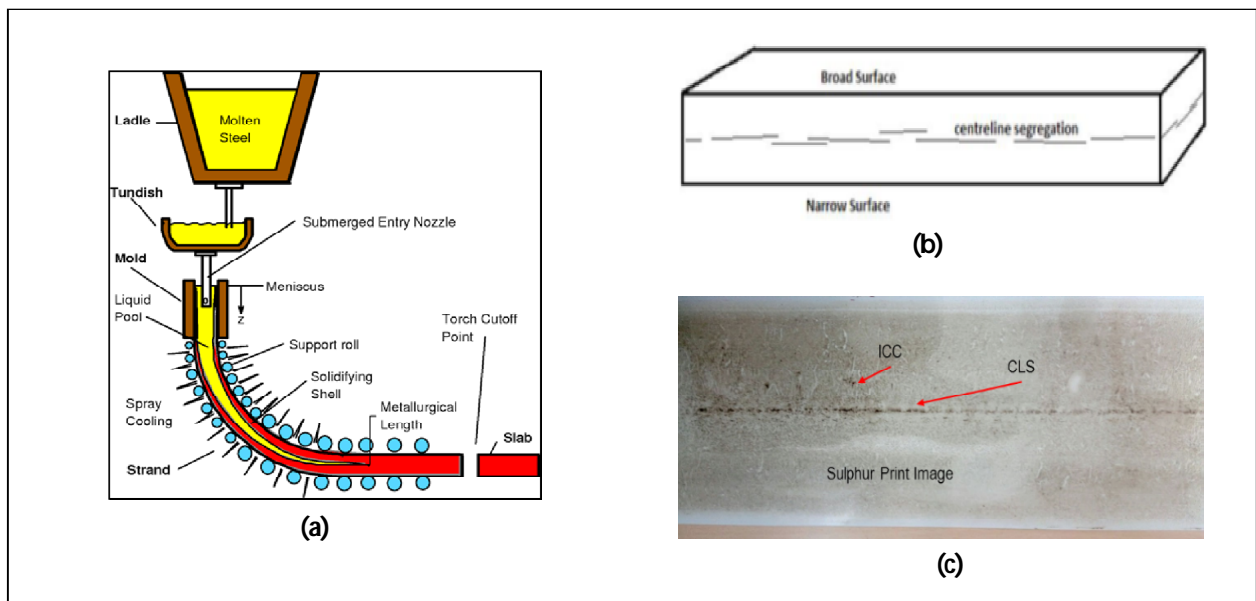 Ladle
Molten
Steel
Tundish
Submerged Entry Nozzle
Mold
Meniscus
Liquid
Pool
z
Torch Cutoff
Point
Support roll
Solidifying
Shell
Spray
Cooling
Metallurgical
Length
Slab
Strand
(a)
Broad Surface
centreline segregation
Narrow Surface
(b)
ICC
CLS
Sulphur Print Image
(c)